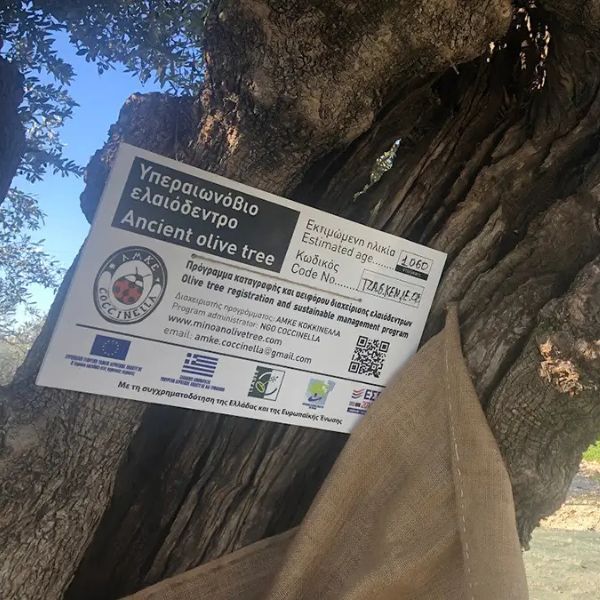 Υπεραιωνόβιο
ελαιόδεντρο
Ancient olive tree
Εκτιμώμενη ηλικία
Estimated age 1060
Κωδικός
Code No
A.M.K.E.
COCCINELLA
Πρόγραμμα καταγραφής και αειφόρου διαχείρισης ελαιόδεντρων
Olive tree registration and sustainable management program
Διαχειριστής προγράμματος: ΑΜΚΕ ΚΟΚΚΙΝΕΛΑ
Program administrator: NGO COCCINELLA
www.minoanolivetree.com
email: amke.coccinella@gmail.com
Με τη συγχρηματοδότηση της Ελλάδας και της Ευρωπαϊκής Ένωσης